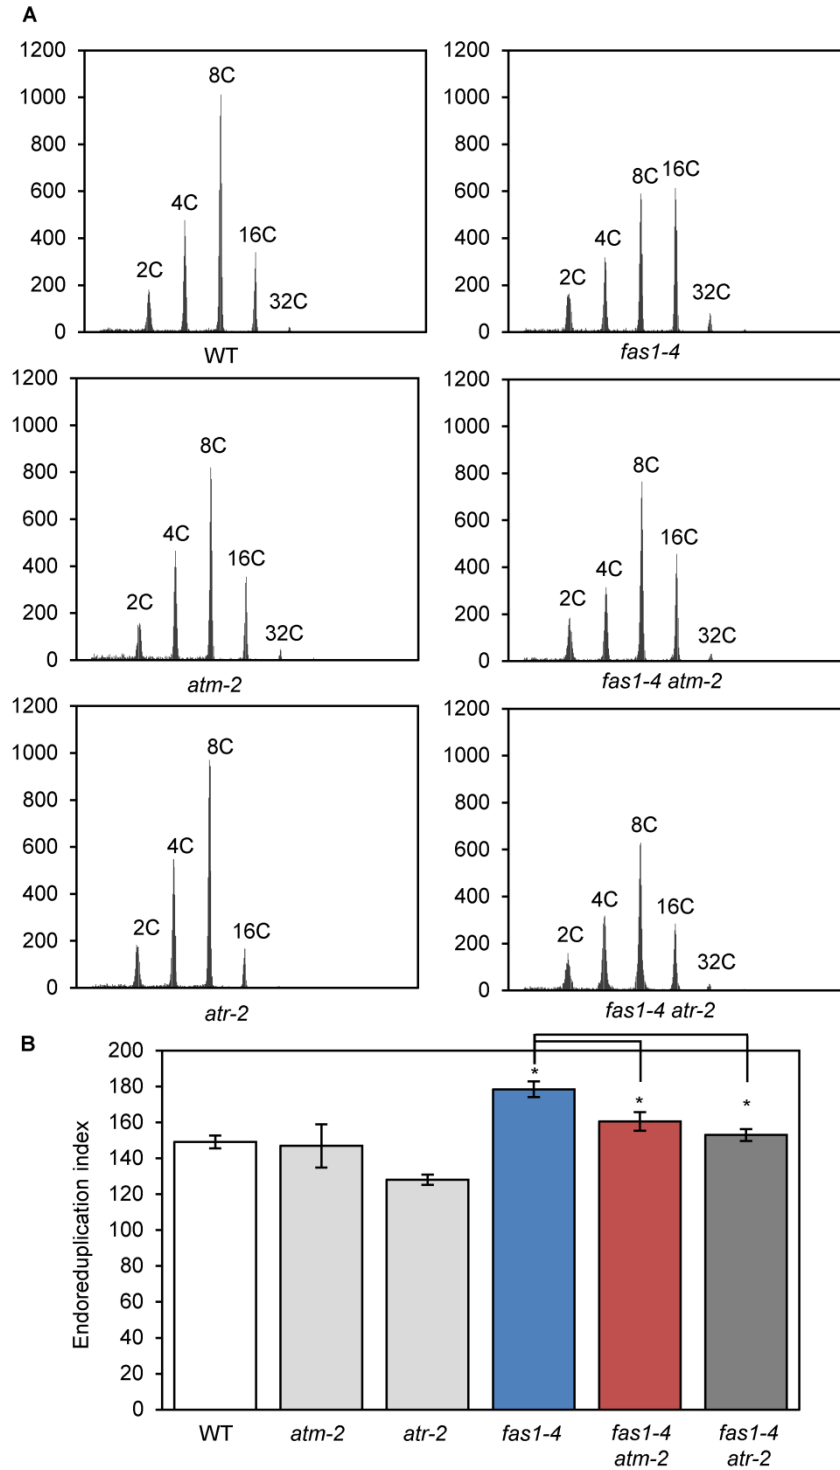 A
1200
1000
800
600
400
200
0
2C
4C
8C
16C
32C
WT
1200
1000
800
600
400
200
0
2C
4C
8C
16C
32C
fas1-4
1200
1000
800
600
400
200
0
2C
4C
8C
16C
32C
atm-2
1200
1000
800
600
400
200
0
2C
4C
8C
16C
32C
fas1-4 atm-2
1200
1000
800
600
400
200
0
2C
4C
8C
16C
atr-2
1200
1000
800
600
400
200
0
2C
4C
8C
16C
32C
fas1-4 atr-2
B
Endoreduplication index
200
180
160
140
120
100
80
60
40
20
0
*
*
*
WT
atm-2
atr-2
fas1-4
fas1-4
atm-2
fas1-4
atr-2